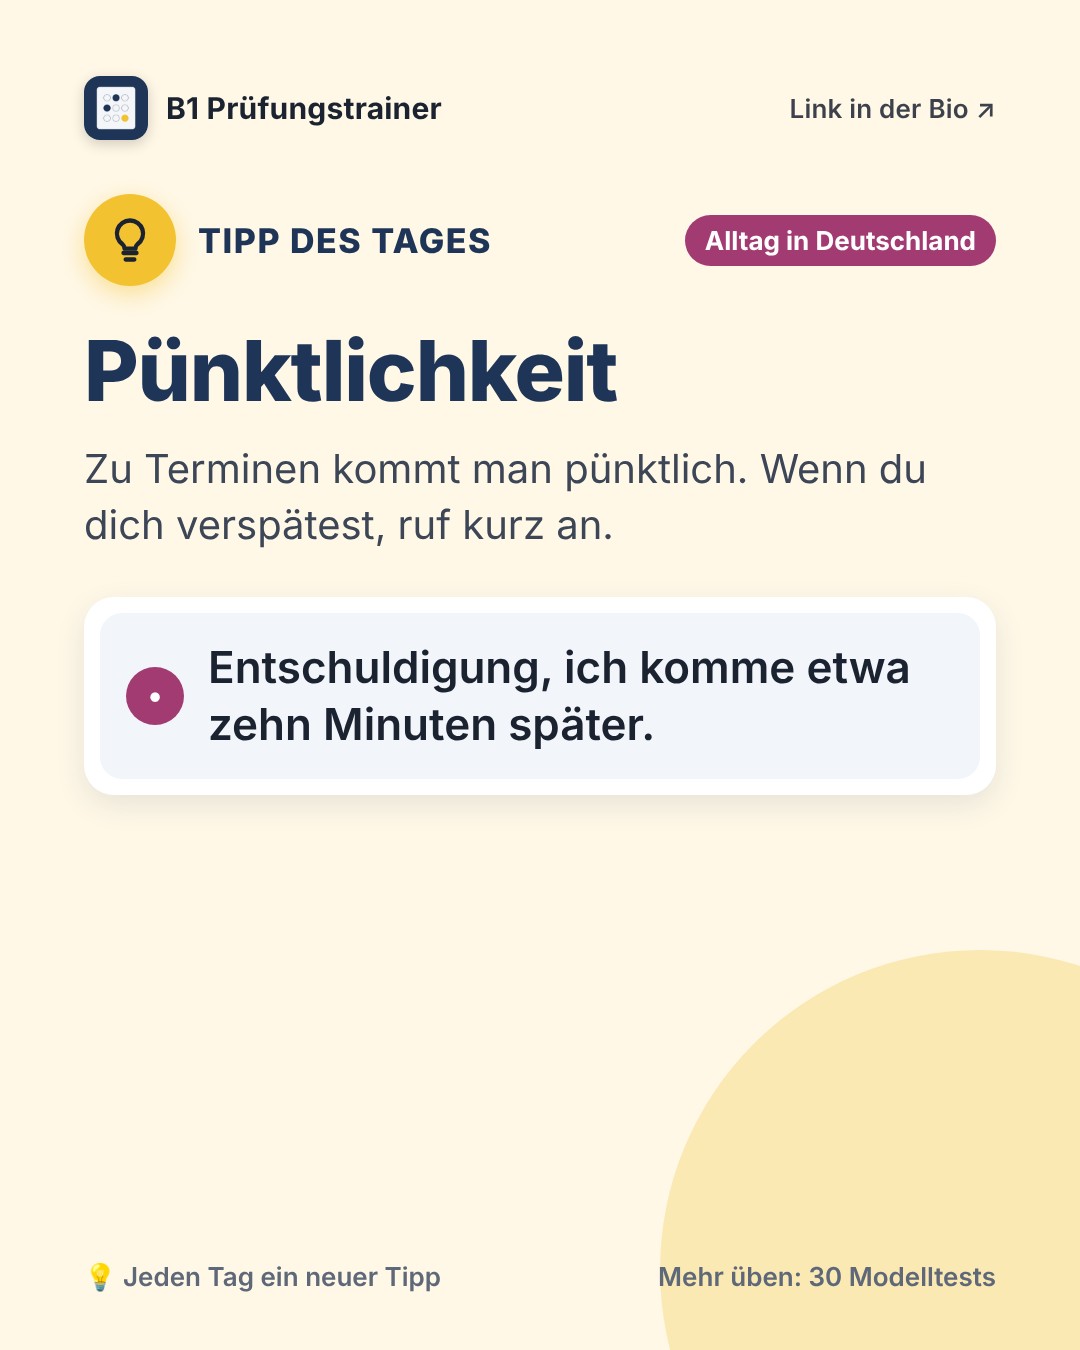 B1 Prüfungstrainer
Link in der Bio ↗
TIPP DES TAGES
Alltag in Deutschland
Pünktlichkeit
Zu Terminen kommt man pünktlich. Wenn du
dich verspätest, ruf kurz an.
Entschuldigung, ich komme etwa
zehn Minuten später.
💡 Jeden Tag ein neuer Tipp
Mehr üben: 30 Modelltests